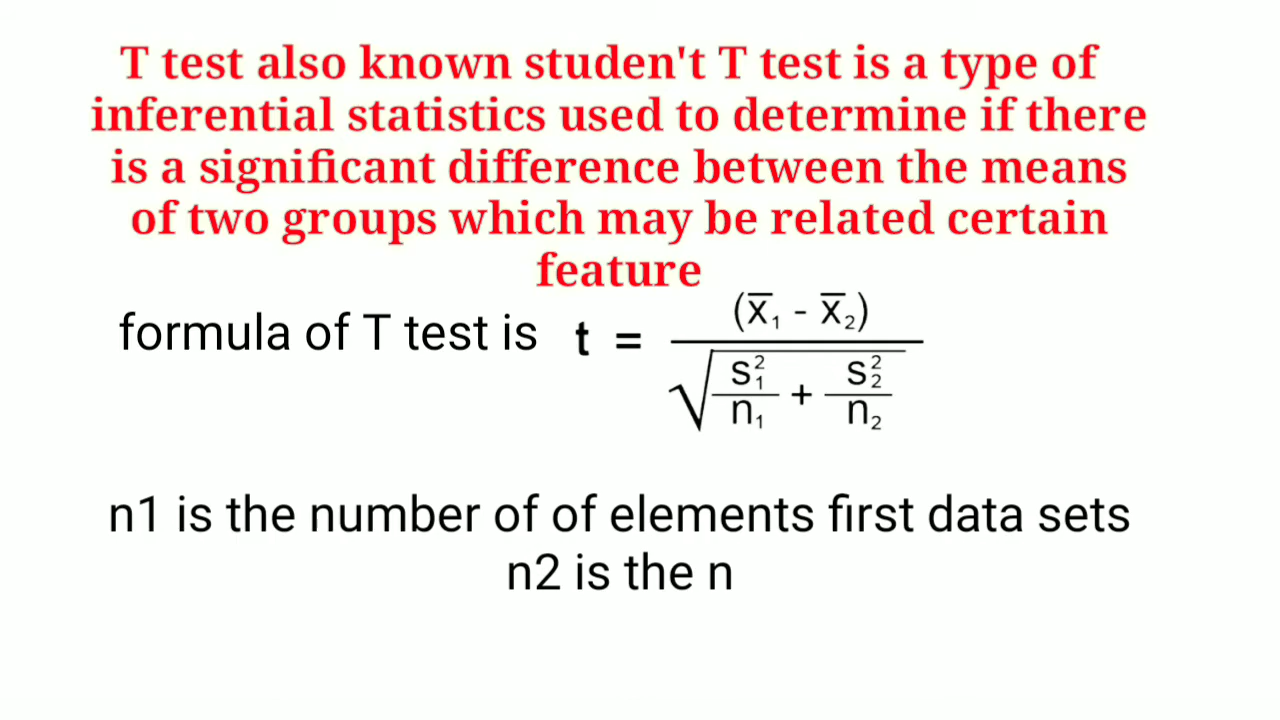 T test also known studen't T test is a type of
inferential statistics used to determine if there
is a significant difference between the means
of two groups which may be related certain
feature
formula of T test is t = (x̅₁ - x̅₂) / √(s₁²/n₁ + s₂²/n₂)
n1 is the number of of elements first data sets
n2 is the n